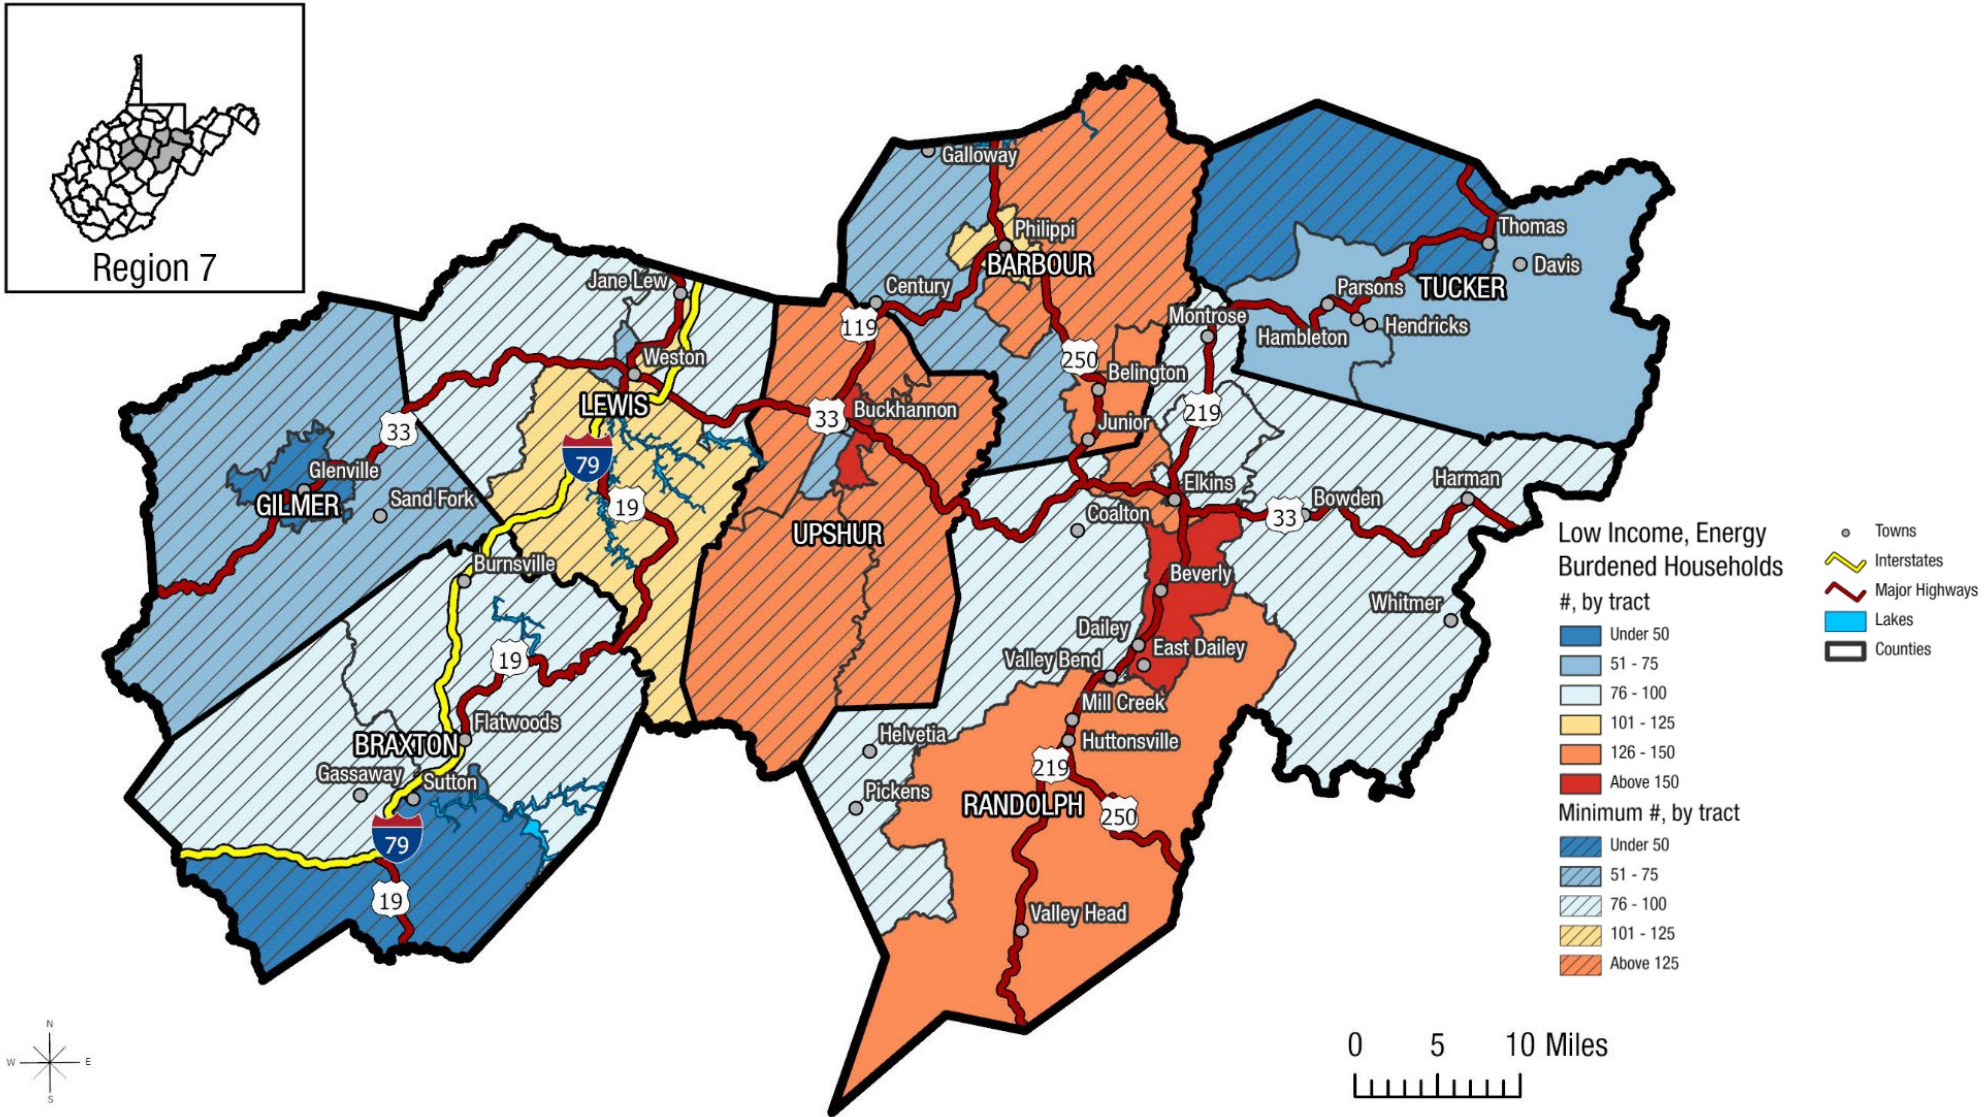 Region 7
Galloway
Philippi
BARBOUR
Thomas
Davis
TUCKER
Parsons
Hendricks
Hambleton
Montrose
Century
119
Jane Lew
Weston
LEWIS
250
Belington
Junior
219
33
Buckhannon
33
79
19
Glenville
GILMER
Sand Fork
UPSHUR
Elkins
Coalton
33
Bowden
Harman
Whitmer
Burnsville
Beverly
Dailey
East Dailey
Valley Bend
Mill Creek
Huttonsville
19
Flatwoods
BRAXTON
Gassaway
Sutton
Helvetia
Pickens
219
RANDOLPH
250
79
19
Valley Head
Low Income, Energy
Burdened Households
#, by tract
Under 50
51 - 75
76 - 100
101 - 125
126 - 150
Above 150
Minimum #, by tract
Under 50
51 - 75
76 - 100
101 - 125
Above 125
Towns
Interstates
Major Highways
Lakes
Counties
0 5 10 Miles
N
W E
S